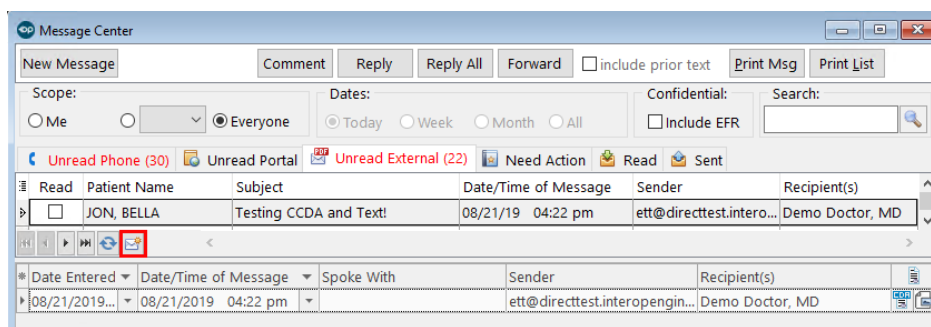 Message Center
New Message Comment Reply Reply All Forward include prior text Print Msg Print List
Scope: Dates: Confidential: Search:
Me Everyone Today Week Month All Include EFR
Unread Phone (30) Unread Portal Unread External (22) Need Action Read Sent
Read Patient Name Subject Date/Time of Message Sender Recipient(s)
JON, BELLA Testing CCDA and Text! 08/21/19 04:22 pm ett@directtest.intero... Demo Doctor, MD
Date Entered Date/Time of Message Spoke With Sender Recipient(s)
08/21/2019... 08/21/2019 04:22 pm ett@directtest.interopengin... Demo Doctor, MD